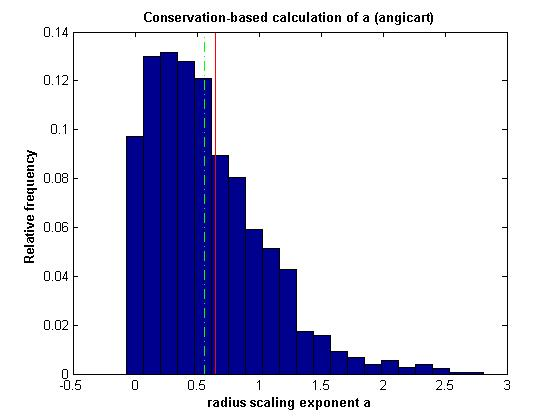 Conservation-based calculation of a (angicart)
0.14
0.12
0.1
0.08
0.06
0.04
0.02
0
Relative frequency
-0.5 0 0.5 1 1.5 2 2.5 3
radius scaling exponent a